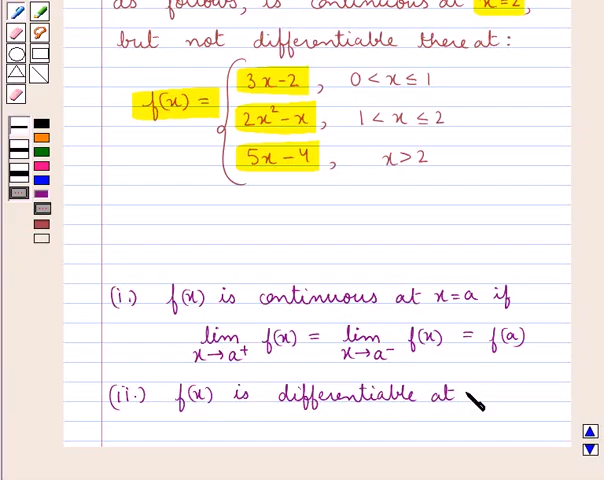 as follows, is continuous at x=2
but not differentiable there at :
f(x) = { 3x-2 , 0 < x ≤ 1
2x² - x , 1 < x ≤ 2
5x - 4 , x > 2
(i.) f(x) is continuous at x=a if
lim x→a⁺ f(x) = lim x→a⁻ f(x) = f(a)
(ii.) f(x) is differentiable at